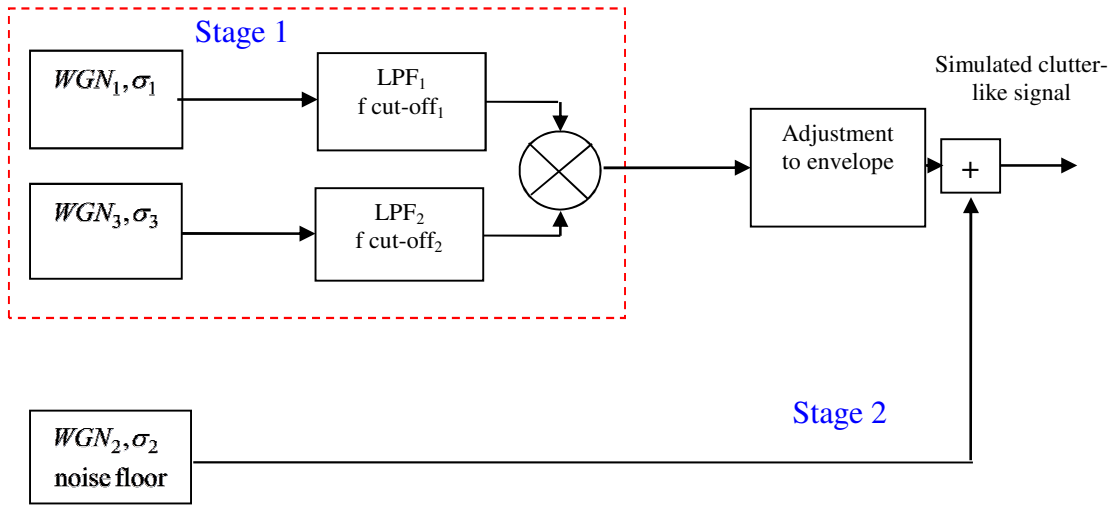 Stage 1
WGN₁,σ₁
LPF₁
f cut-off₁
WGN₃,σ₃
LPF₂
f cut-off₂
Adjustment
to envelope
Simulated clutter-
like signal
+
Stage 2
WGN₂,σ₂
noise floor